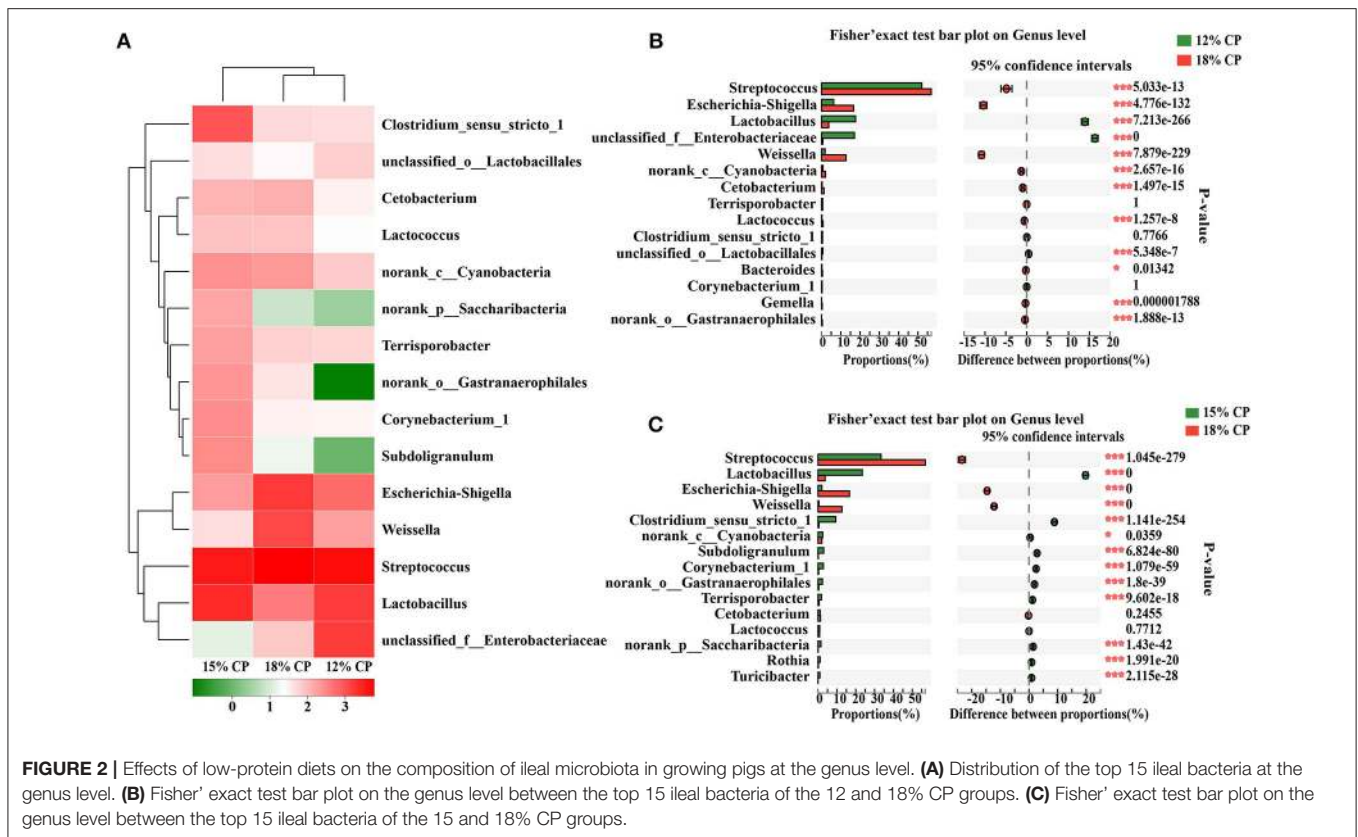 A
Clostridium_sensu_stricto_1
unclassified_o__Lactobacillales
Cetobacterium
Lactococcus
norank_c__Cyanobacteria
norank_p__Saccharibacteria
Terrisporobacter
norank_o__Gastranaerophilales
Corynebacterium_1
Subdoligranulum
Escherichia-Shigella
Weissella
Streptococcus
Lactobacillus
unclassified_f__Enterobacteriaceae
15% CP 18% CP 12% CP
0 1 2 3
B
Fisher'exact test bar plot on Genus level
12% CP
18% CP
95% confidence intervals
Streptococcus ***5.033e-13
Escherichia-Shigella ***4.776e-132
Lactobacillus ***7.213e-266
unclassified_f__Enterobacteriaceae ***0
Weissella ***7.879e-229
norank_c__Cyanobacteria ***2.657e-16
Cetobacterium ***1.497e-15
Terrisporobacter 1
Lactococcus ***1.257e-8
Clostridium_sensu_stricto_1 0.7766
unclassified_o__Lactobacillales ***5.348e-7
Bacteroides * 0.01342
Corynebacterium_1 1
Gemella ***0.000001788
norank_o__Gastranaerophilales ***1.888e-13
P-value
0 10 20 30 40 50 -15 -10 -5 0 5 10 15 20
Proportions(%) Difference between proportions(%)
C
Fisher'exact test bar plot on Genus level
15% CP
18% CP
95% confidence intervals
Streptococcus ***1.045e-279
Lactobacillus ***0
Escherichia-Shigella ***0
Weissella ***0
Clostridium_sensu_stricto_1 ***1.141e-254
norank_c__Cyanobacteria * 0.0359
Subdoligranulum ***6.824e-80
Corynebacterium_1 ***1.079e-59
norank_o__Gastranaerophilales ***1.8e-39
Terrisporobacter ***9.602e-18
Cetobacterium 0.2455
Lactococcus 0.7712
norank_p__Saccharibacteria ***1.43e-42
Rothia ***1.991e-20
Turicibacter ***2.115e-28
P-value
0 10 20 30 40 50 -20 -10 0 10 20
Proportions(%) Difference between proportions(%)
FIGURE 2 | Effects of low-protein diets on the composition of ileal microbiota in growing pigs at the genus level. (A) Distribution of the top 15 ileal bacteria at the
genus level. (B) Fisher' exact test bar plot on the genus level between the top 15 ileal bacteria of the 12 and 18% CP groups. (C) Fisher' exact test bar plot on the
genus level between the top 15 ileal bacteria of the 15 and 18% CP groups.